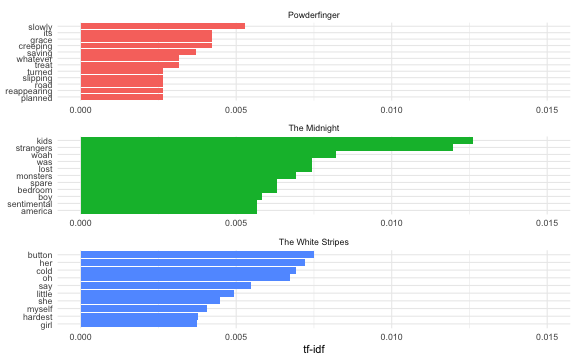 Powderfinger
slowly
its
grace
creeping
saving
whatever
treat
turned
slipping
road
reappearing
planned
0.000 0.005 0.010 0.015
The Midnight
kids
strangers
woah
was
lost
monsters
spare
bedroom
boy
sentimental
america
0.000 0.005 0.010 0.015
The White Stripes
button
her
cold
oh
say
little
she
myself
hardest
girl
0.000 0.005 0.010 0.015
tf-idf